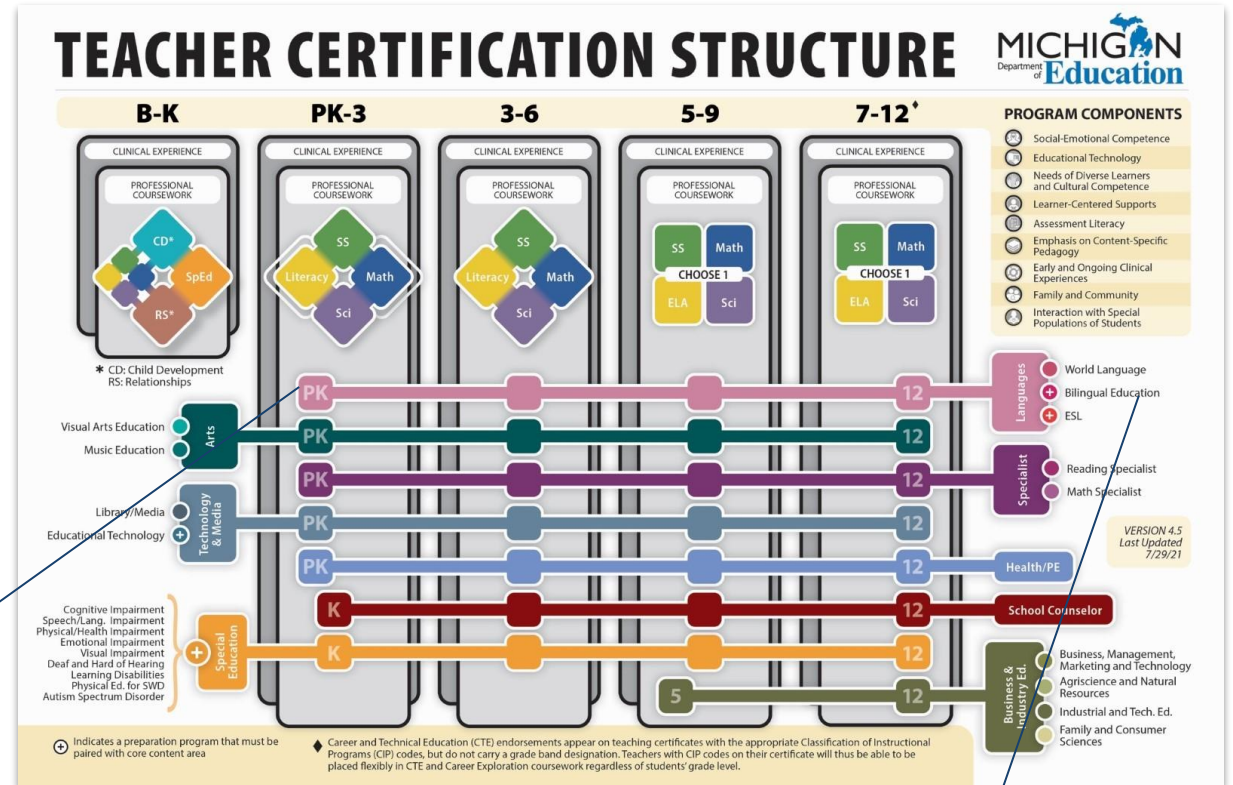 TEACHER CERTIFICATION STRUCTURE
MICHIGAN
Department of Education
B-K
PK-3
3-6
5-9
7-12♦
CLINICAL EXPERIENCE
CLINICAL EXPERIENCE
CLINICAL EXPERIENCE
CLINICAL EXPERIENCE
CLINICAL EXPERIENCE
PROFESSIONAL
COURSEWORK
PROFESSIONAL
COURSEWORK
PROFESSIONAL
COURSEWORK
PROFESSIONAL
COURSEWORK
PROFESSIONAL
COURSEWORK
CD*
SpEd
RS*
SS
Literacy
Math
Sci
SS
Literacy
Math
Sci
SS
Math
CHOOSE 1
ELA
Sci
SS
Math
CHOOSE 1
ELA
Sci
PROGRAM COMPONENTS
Social-Emotional Competence
Educational Technology
Needs of Diverse Learners
and Cultural Competence
Learner-Centered Supports
Assessment Literacy
Emphasis on Content-Specific
Pedagogy
Early and Ongoing Clinical
Experiences
Family and Community
Interaction with Special
Populations of Students
* CD: Child Development
RS: Relationships
PK
12
Languages
World Language
Bilingual Education
ESL
Visual Arts Education
Music Education
Arts
PK
12
PK
12
Specialist
Reading Specialist
Math Specialist
Library/Media
Educational Technology
Technology
& Media
PK
12
VERSION 4.5
Last Updated
7/29/21
PK
12
Health/PE
K
12
School Counselor
Cognitive Impairment
Speech/Lang. Impairment
Physical/Health Impairment
Emotional Impairment
Visual Impairment
Deaf and Hard of Hearing
Learning Disabilities
Physical Ed. for SWD
Autism Spectrum Disorder
Special
Education
K
12
5
12
Business &
Industry Ed.
Business, Management,
Marketing and Technology
Agriscience and Natural
Resources
Industrial and Tech. Ed.
Family and Consumer
Sciences
Indicates a preparation program that must be
paired with core content area
♦ Career and Technical Education (CTE) endorsements appear on teaching certificates with the appropriate Classification of Instructional
Programs (CIP) codes, but do not carry a grade band designation. Teachers with CIP codes on their certificate will thus be able to be
placed flexibly in CTE and Career Exploration coursework regardless of students' grade level.